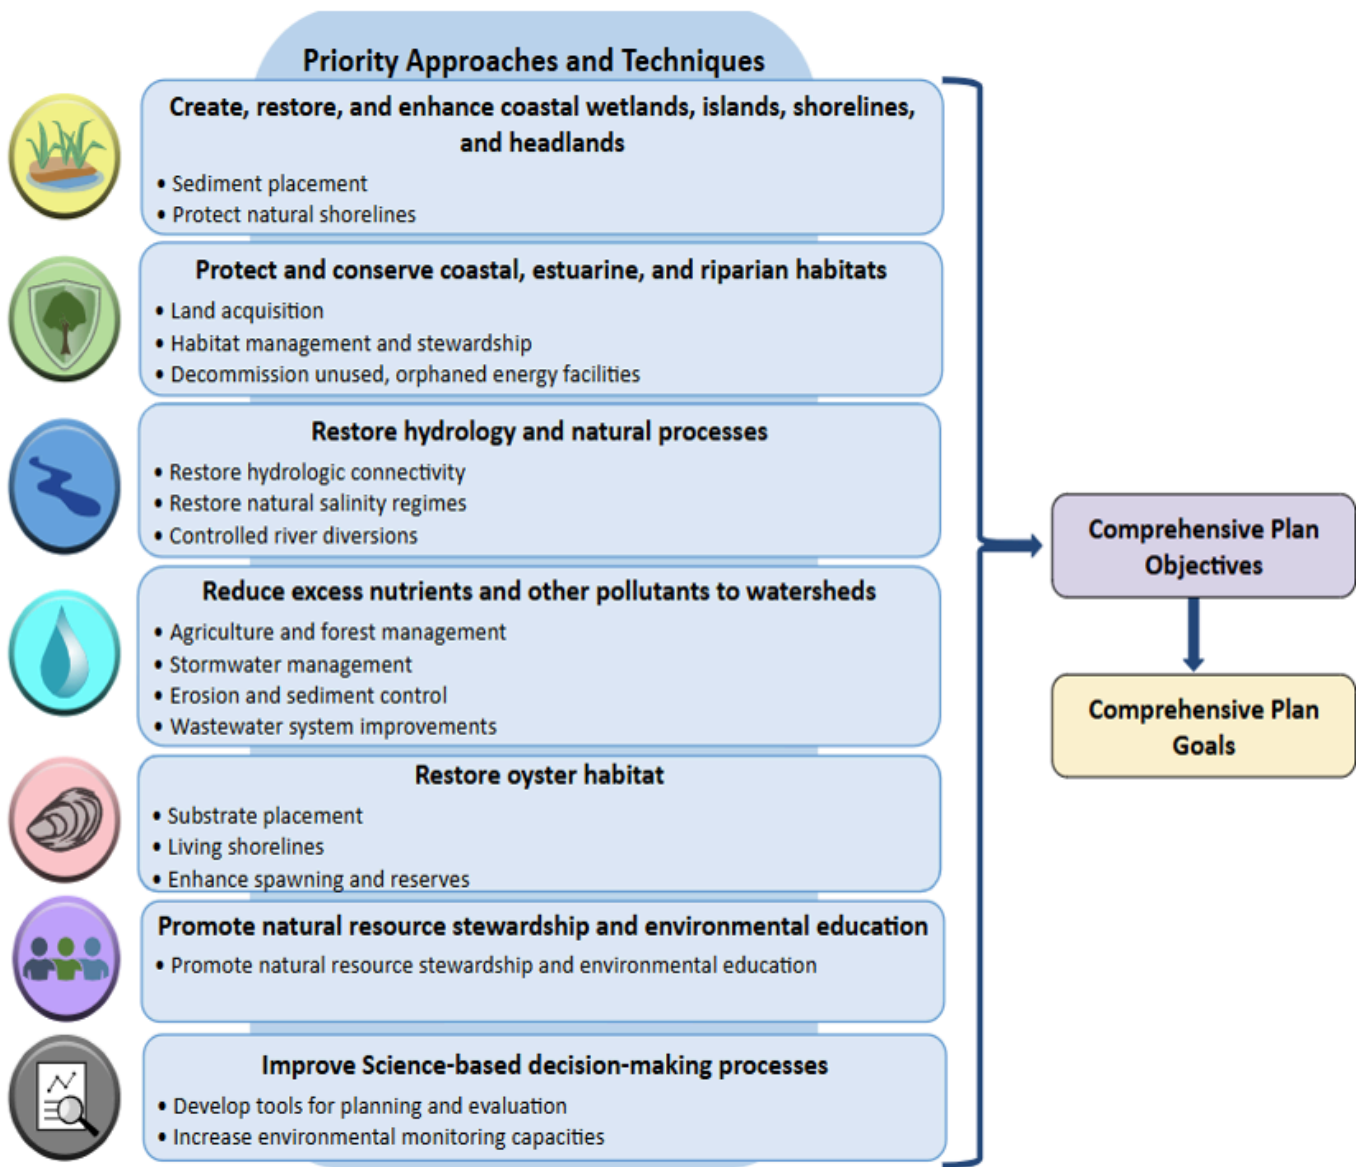 Priority Approaches and Techniques
Create, restore, and enhance coastal wetlands, islands, shorelines,
and headlands
• Sediment placement
• Protect natural shorelines
Protect and conserve coastal, estuarine, and riparian habitats
• Land acquisition
• Habitat management and stewardship
• Decommission unused, orphaned energy facilities
Restore hydrology and natural processes
• Restore hydrologic connectivity
• Restore natural salinity regimes
• Controlled river diversions
Reduce excess nutrients and other pollutants to watersheds
• Agriculture and forest management
• Stormwater management
• Erosion and sediment control
• Wastewater system improvements
Restore oyster habitat
• Substrate placement
• Living shorelines
• Enhance spawning and reserves
Promote natural resource stewardship and environmental education
• Promote natural resource stewardship and environmental education
Improve Science-based decision-making processes
• Develop tools for planning and evaluation
• Increase environmental monitoring capacities
Comprehensive Plan
Objectives
Comprehensive Plan
Goals